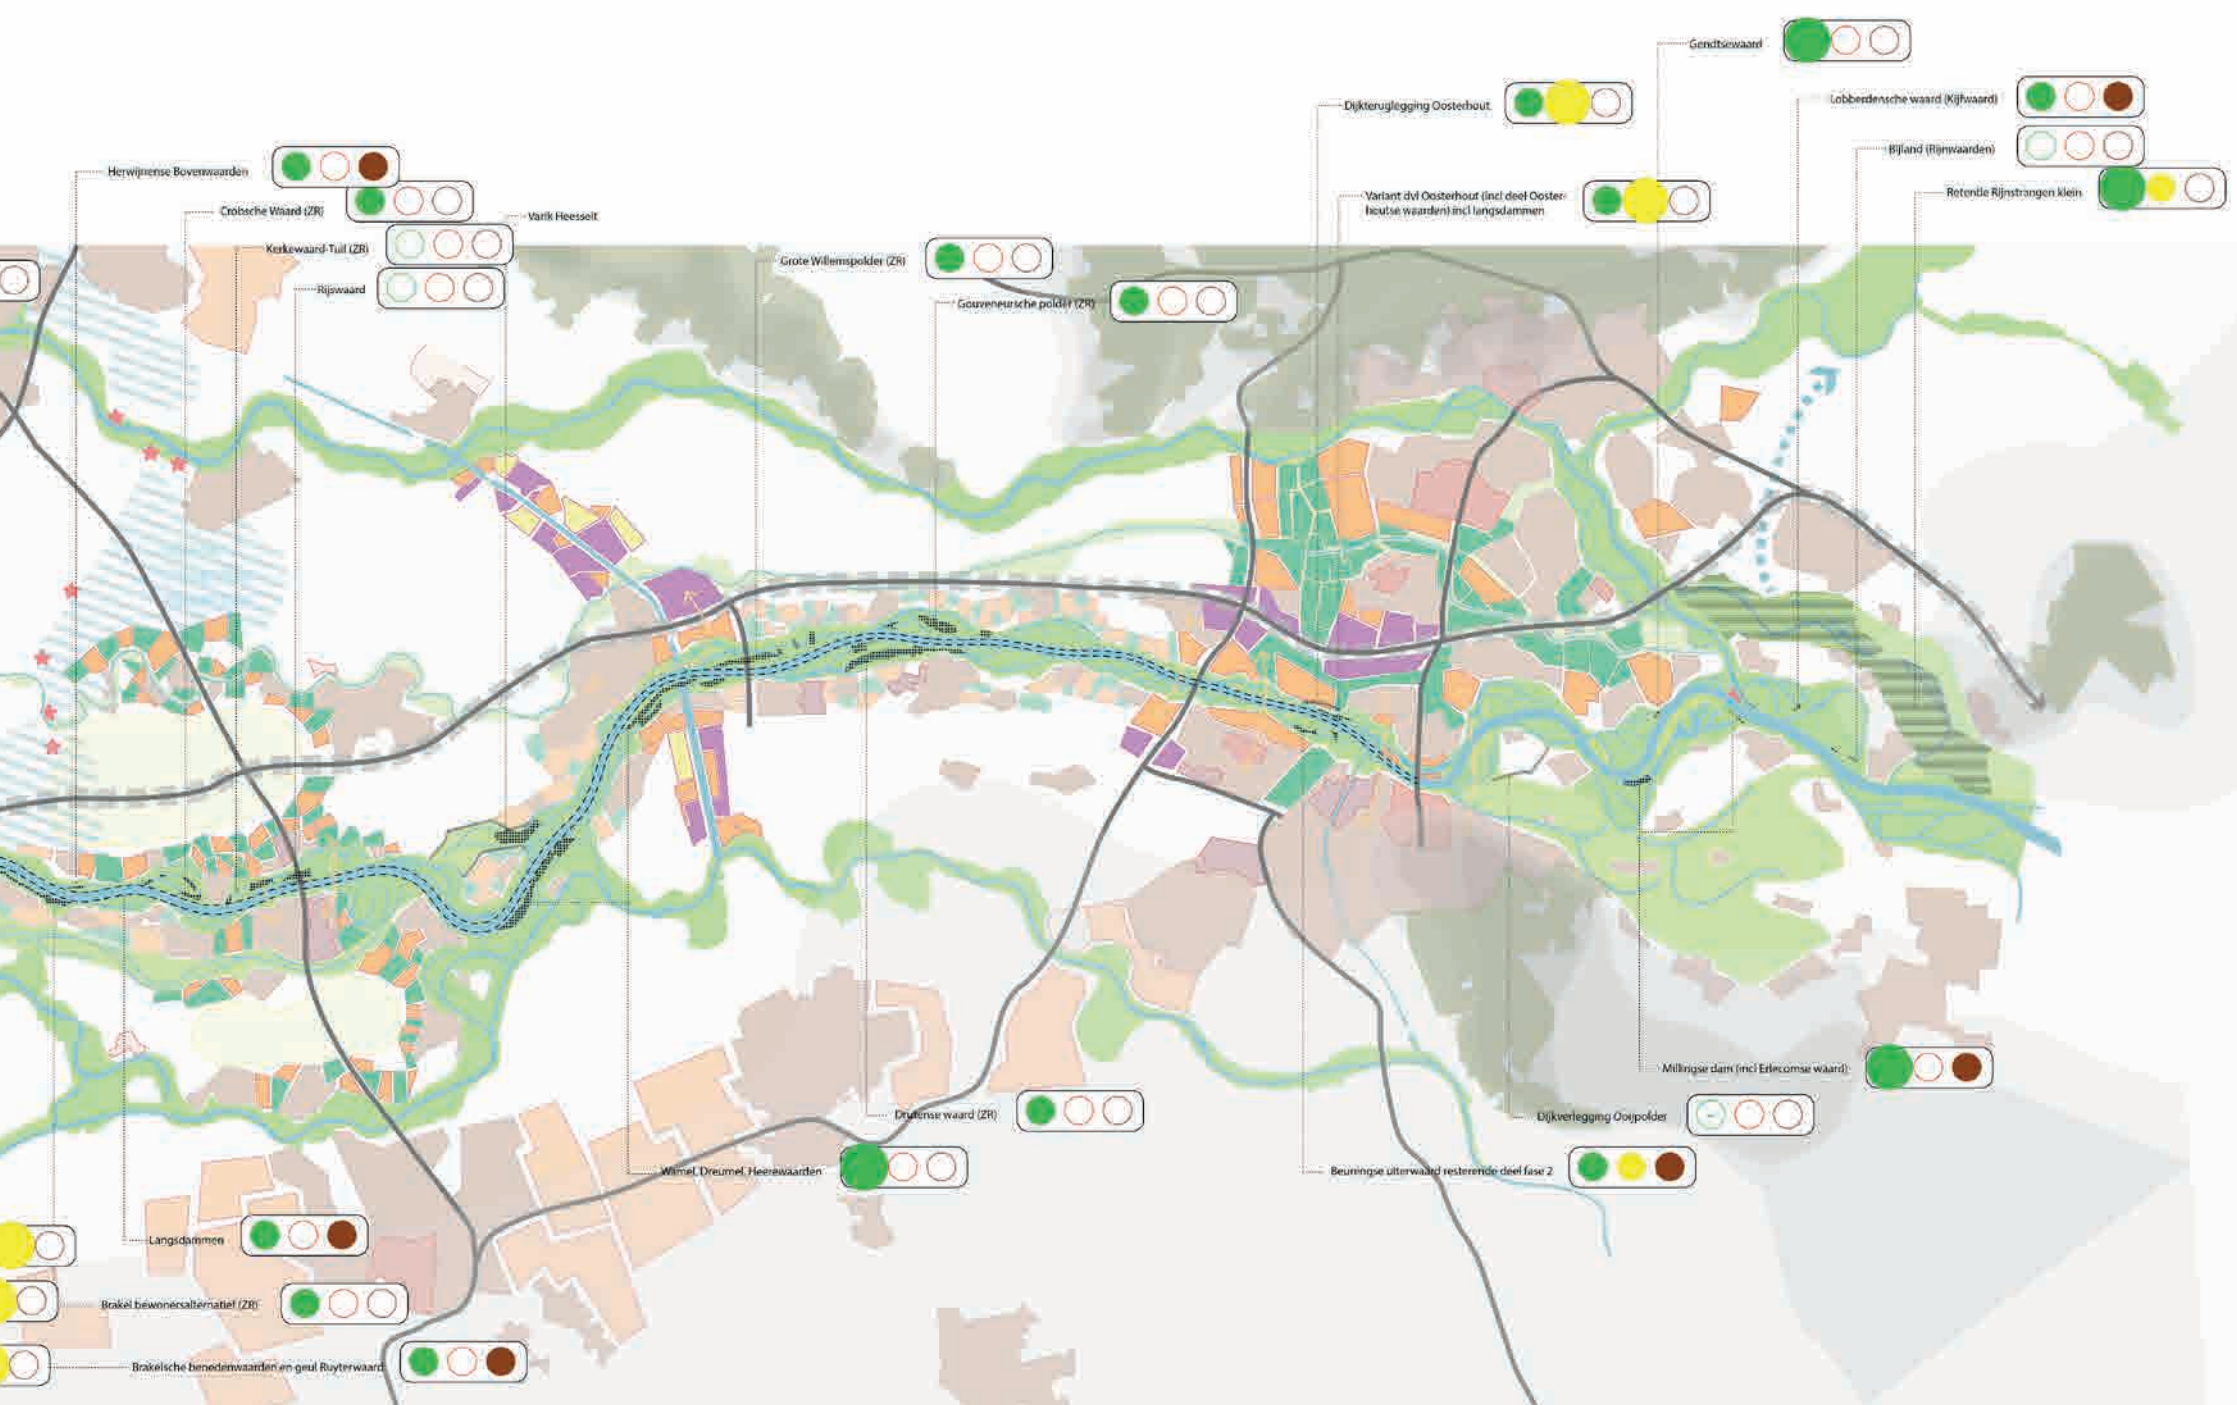 Gendtsewaard
Dijkteruglegging Oosterhout
Lobberdensche waard (Kijfwaard)
Bijland (Rijnwaarden)
Herwijnense Bovenwaarden
Retentie Rijnstrangen klein
Variant dvl Oosterhout (incl deel Ooster-
houtse waarden) incl langsdammen
Crobsche Waard (ZR)
Varik Heesselt
Kerkewaard-Tuil (ZR)
Grote Willemspolder (ZR)
Rijswaard
Gouveneursche polder (ZR)
Millingse dam (incl Erlecomse waard)
Drutense waard (ZR)
Dijkverlegging Ooijpolder
Wamel, Dreumel, Heerewaarden
Beuningse uiterwaard resterende deel fase 2
Langsdammen
Brakel bewonersalternatief (ZR)
Brakelsche benedenwaarden en geul Ruyterwaard